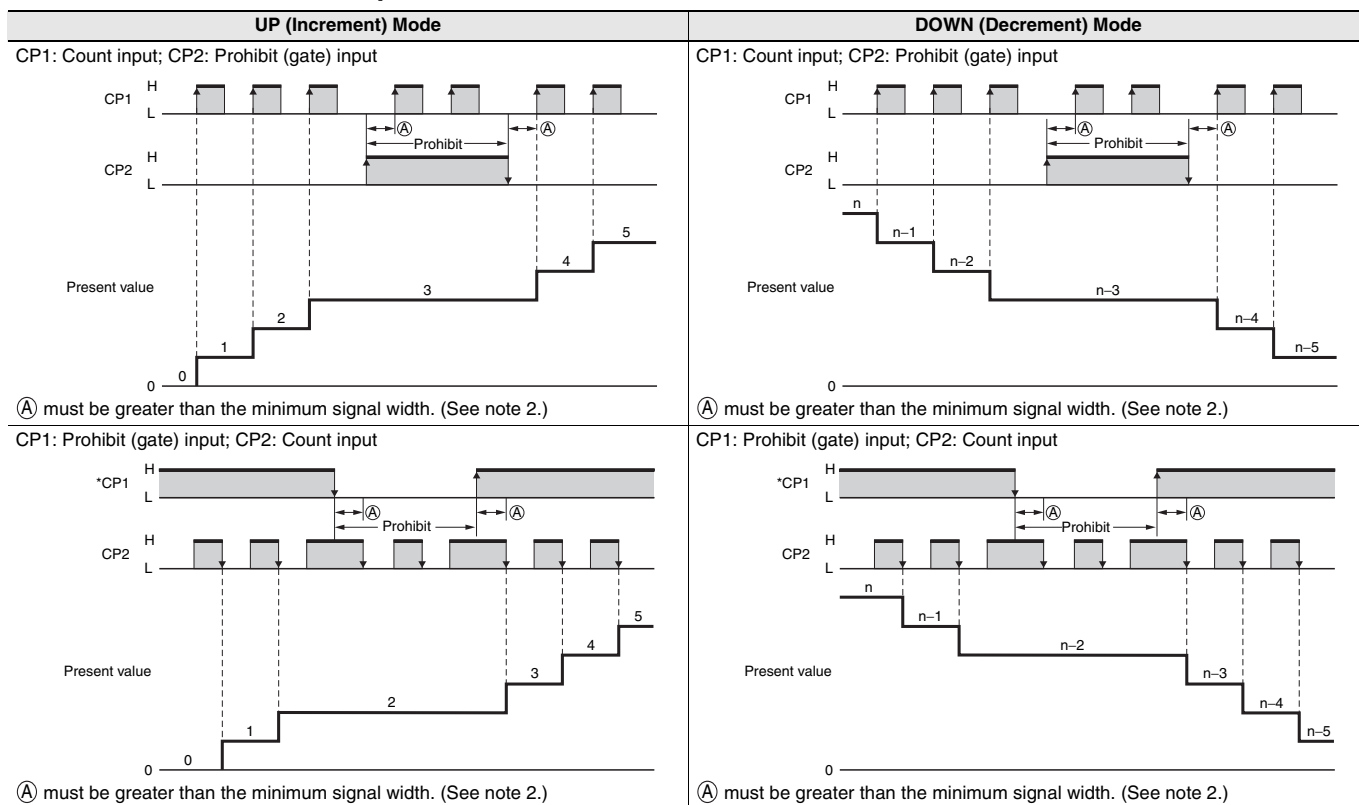 UP (Increment) Mode
DOWN (Decrement) Mode
CP1: Count input; CP2: Prohibit (gate) input
H
CP1
L
Ⓐ Ⓐ
Prohibit
H
CP2
L
5
4
Present value
3
2
1
0
0
Ⓐ must be greater than the minimum signal width. (See note 2.)
CP1: Count input; CP2: Prohibit (gate) input
H
CP1
L
Ⓐ Ⓐ
Prohibit
H
CP2
L
n
n–1
n–2
Present value
n–3
n–4
n–5
0
Ⓐ must be greater than the minimum signal width. (See note 2.)
CP1: Prohibit (gate) input; CP2: Count input
H
*CP1
L
Ⓐ Ⓐ
Prohibit
H
CP2
L
5
4
Present value
3
2
1
0
0
Ⓐ must be greater than the minimum signal width. (See note 2.)
CP1: Prohibit (gate) input; CP2: Count input
H
*CP1
L
Ⓐ Ⓐ
Prohibit
H
CP2
L
n
n–1
n–2
Present value
n–3
n–4
n–5
0
Ⓐ must be greater than the minimum signal width. (See note 2.)